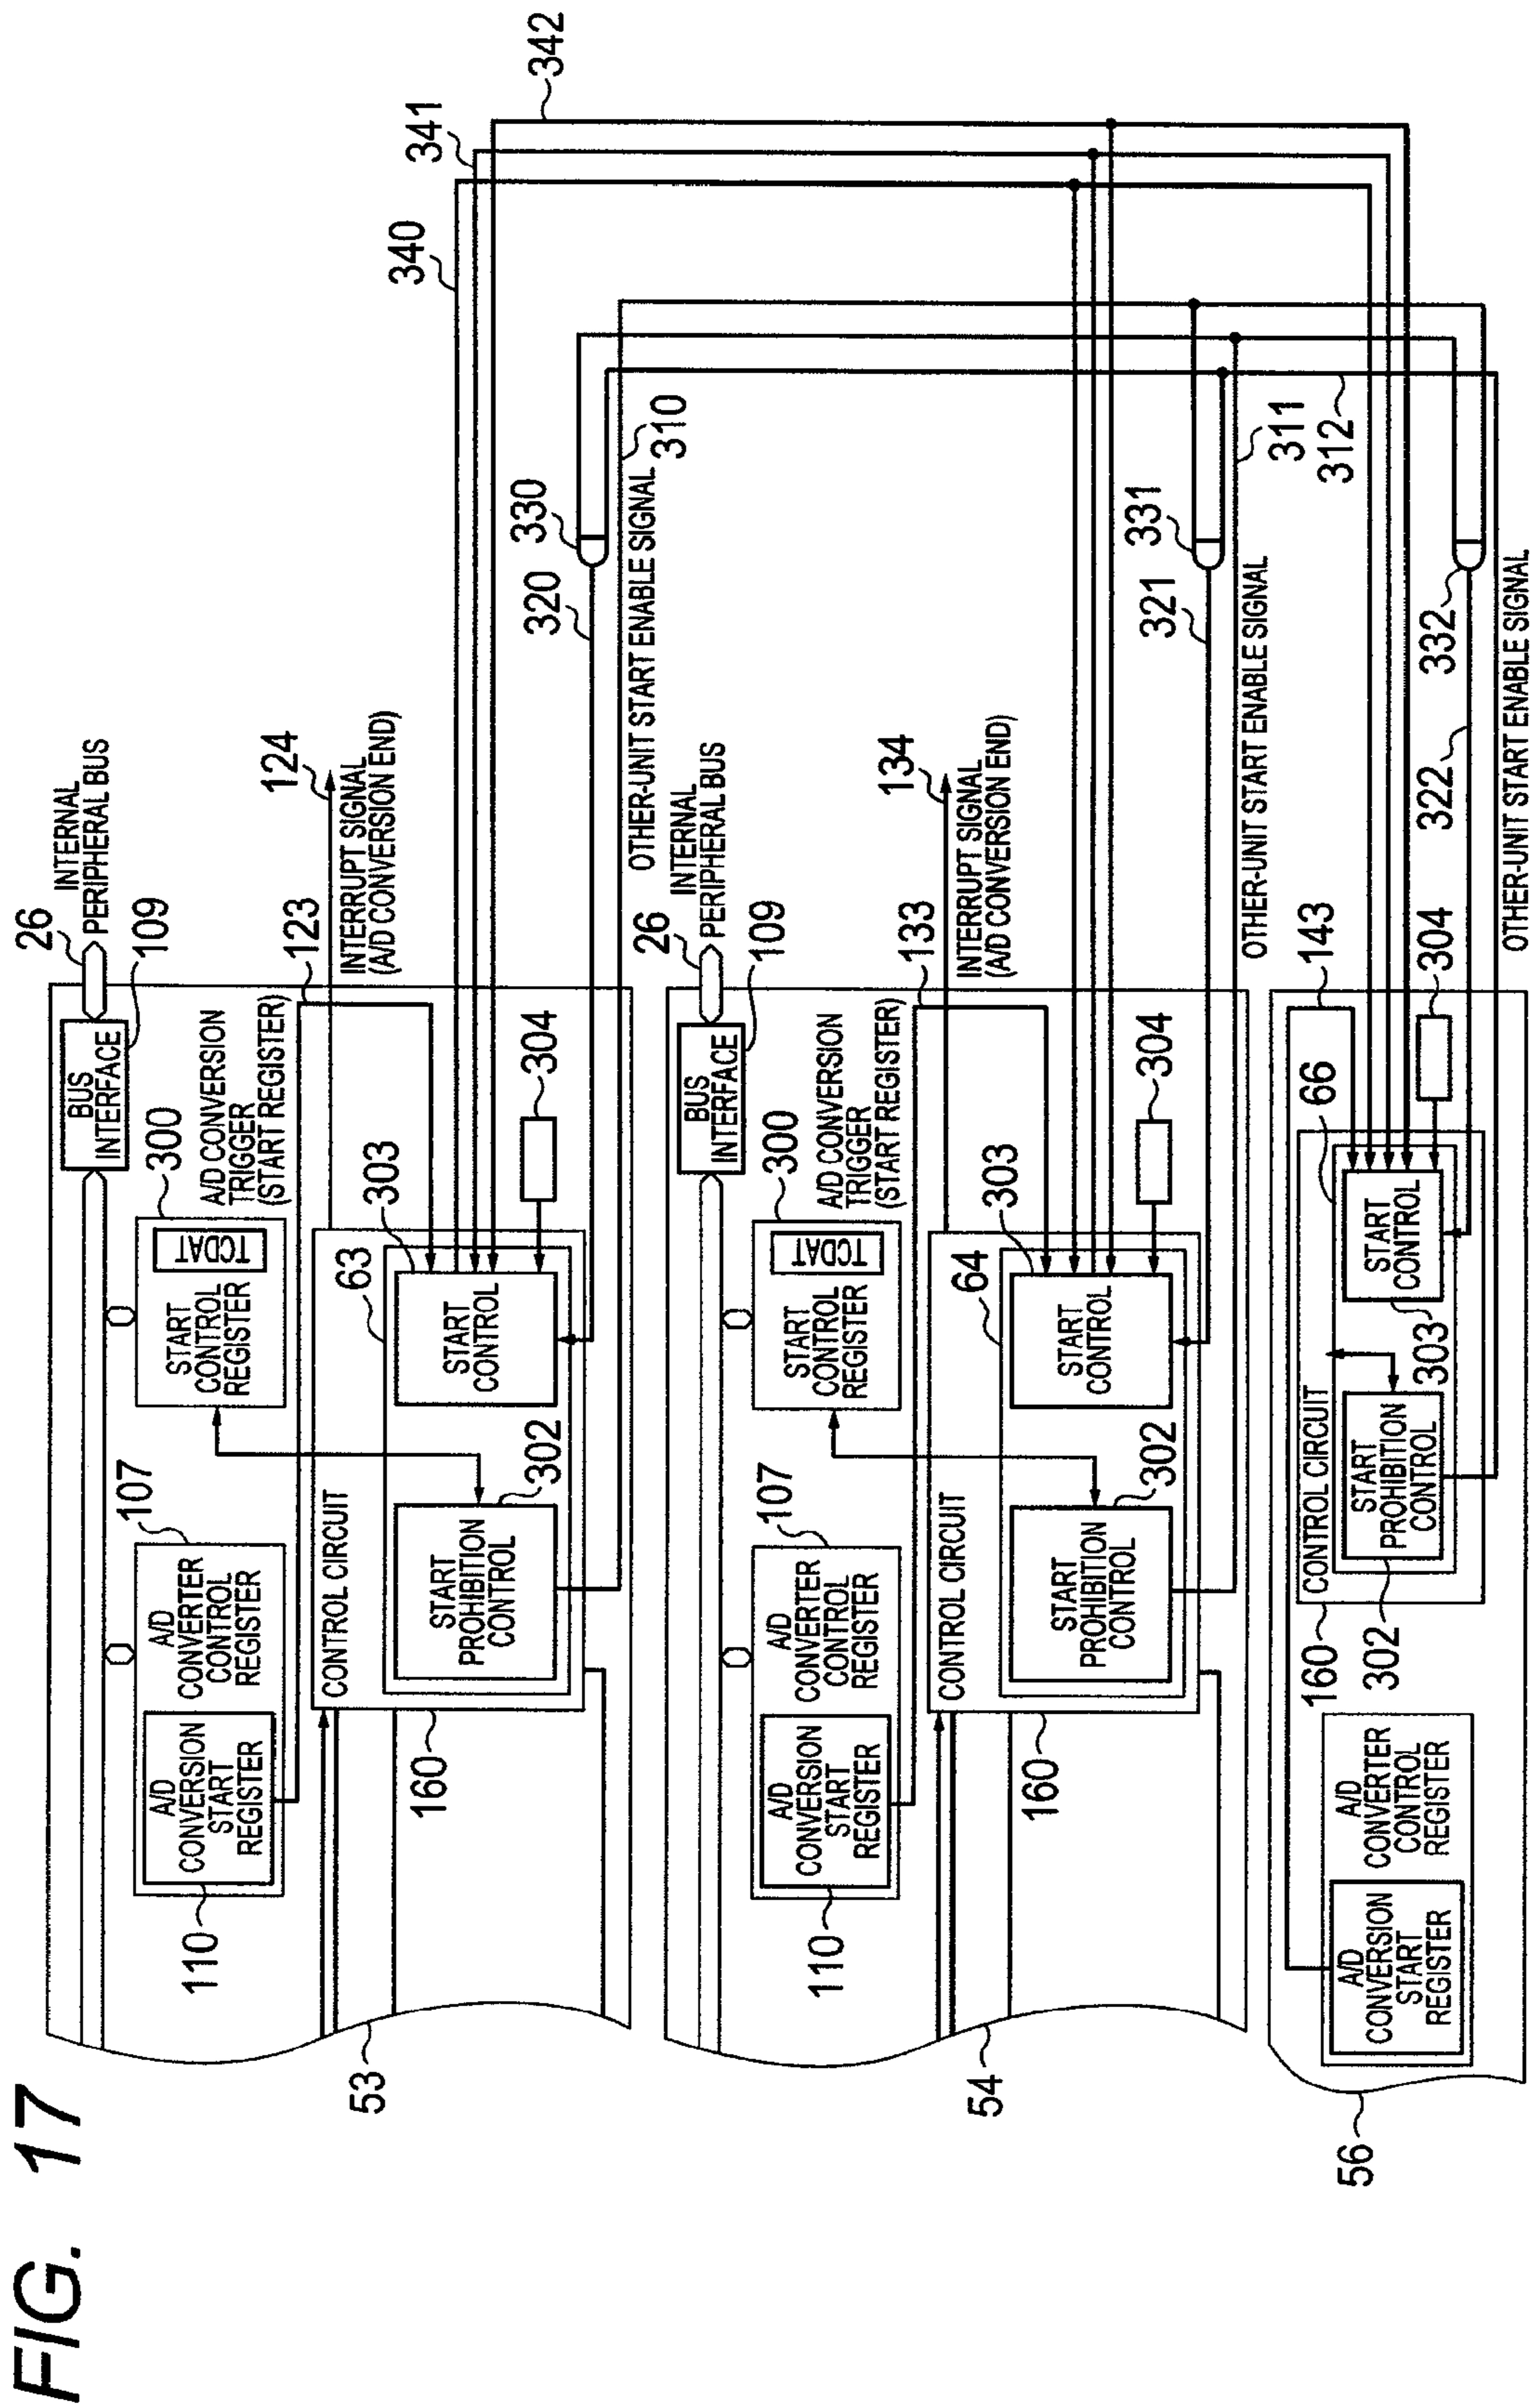 FIG. 17
26
INTERNAL
PERIPHERAL BUS
BUS
INTERFACE
109
107
A/D
CONVERTER
CONTROL
REGISTER
A/D
CONVERSION
START
REGISTER
110
300
START
CONTROL
REGISTER
TCDAT
A/D CONVERSION
TRIGGER
(START REGISTER)
123
124
INTERRUPT SIGNAL
(A/D CONVERSION END)
CONTROL CIRCUIT
160
63
303
START
CONTROL
START
PROHIBITION
CONTROL
302
304
53
320
330
310
OTHER-UNIT START ENABLE SIGNAL
340
341
342
26
INTERNAL
PERIPHERAL BUS
BUS
INTERFACE
109
107
A/D
CONVERTER
CONTROL
REGISTER
A/D
CONVERSION
START
REGISTER
110
300
START
CONTROL
REGISTER
TCDAT
A/D CONVERSION
TRIGGER
(START REGISTER)
133
134
INTERRUPT SIGNAL
(A/D CONVERSION END)
CONTROL CIRCUIT
160
64
303
START
CONTROL
START
PROHIBITION
CONTROL
302
304
54
321
331
311
312
OTHER-UNIT START ENABLE SIGNAL
A/D
CONVERTER
CONTROL
REGISTER
A/D
CONVERSION
START
REGISTER
CONTROL CIRCUIT
160
66
143
304
START
CONTROL
303
START
PROHIBITION
CONTROL
302
56
322
332
OTHER-UNIT START ENABLE SIGNAL